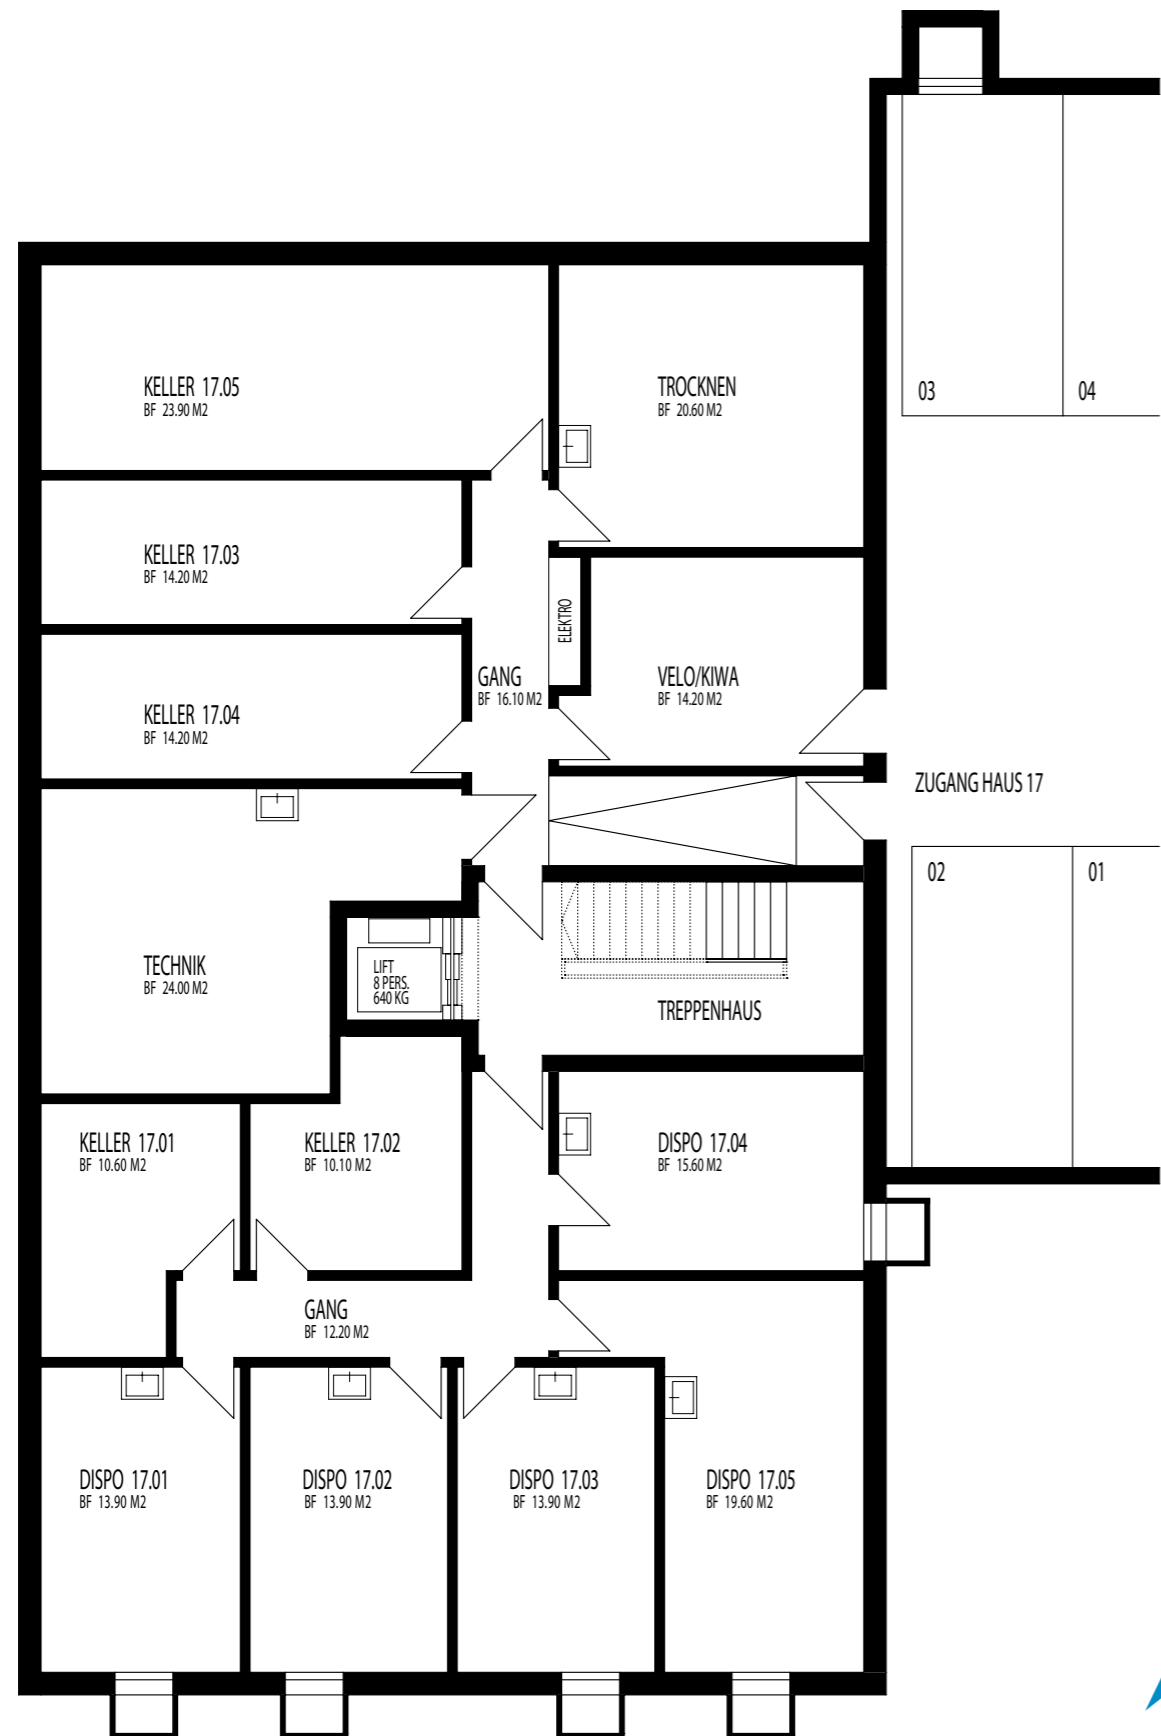 03
04
KELLER 17.05
BF 23.90 M2
TROCKNEN
BF 20.60 M2
KELLER 17.03
BF 14.20 M2
ELEKTRO
GANG
BF 16.10 M2
VELO/KIWA
BF 14.20 M2
KELLER 17.04
BF 14.20 M2
ZUGANG HAUS 17
02
01
TECHNIK
BF 24.00 M2
LIFT
8 PERS.
640 KG
TREPPENHAUS
KELLER 17.01
BF 10.60 M2
KELLER 17.02
BF 10.10 M2
DISPO 17.04
BF 15.60 M2
GANG
BF 12.20 M2
DISPO 17.01
BF 13.90 M2
DISPO 17.02
BF 13.90 M2
DISPO 17.03
BF 13.90 M2
DISPO 17.05
BF 19.60 M2